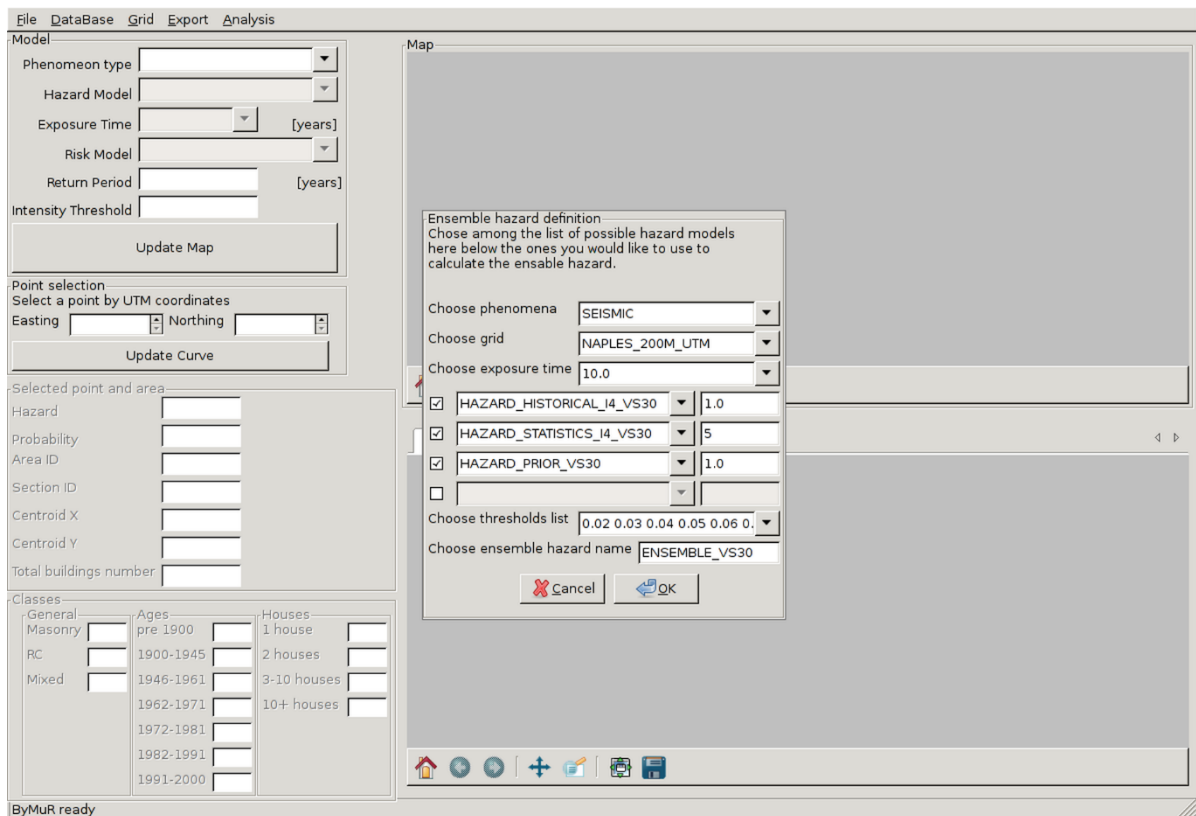 File DataBase Grid Export Analysis
Model
Phenomeon type
Hazard Model
Exposure Time [years]
Risk Model
Return Period [years]
Intensity Threshold
Update Map
Point selection
Select a point by UTM coordinates
Easting Northing
Update Curve
Selected point and area
Hazard
Probability
Area ID
Section ID
Centroid X
Centroid Y
Total buildings number
Classes
General
Masonry
RC
Mixed
Ages
pre 1900
1900-1945
1946-1961
1962-1971
1972-1981
1982-1991
1991-2000
Houses
1 house
2 houses
3-10 houses
10+ houses
Map
Ensemble hazard definition
Chose among the list of possible hazard models
here below the ones you would like to use to
calculate the ensable hazard.
Choose phenomena SEISMIC
Choose grid NAPLES_200M_UTM
Choose exposure time 10.0
HAZARD_HISTORICAL_I4_VS30 1.0
HAZARD_STATISTICS_I4_VS30 5
HAZARD_PRIOR_VS30 1.0
Choose thresholds list 0.02 0.03 0.04 0.05 0.06 0.
Choose ensemble hazard name ENSEMBLE_VS30
Cancel OK
ByMuR ready